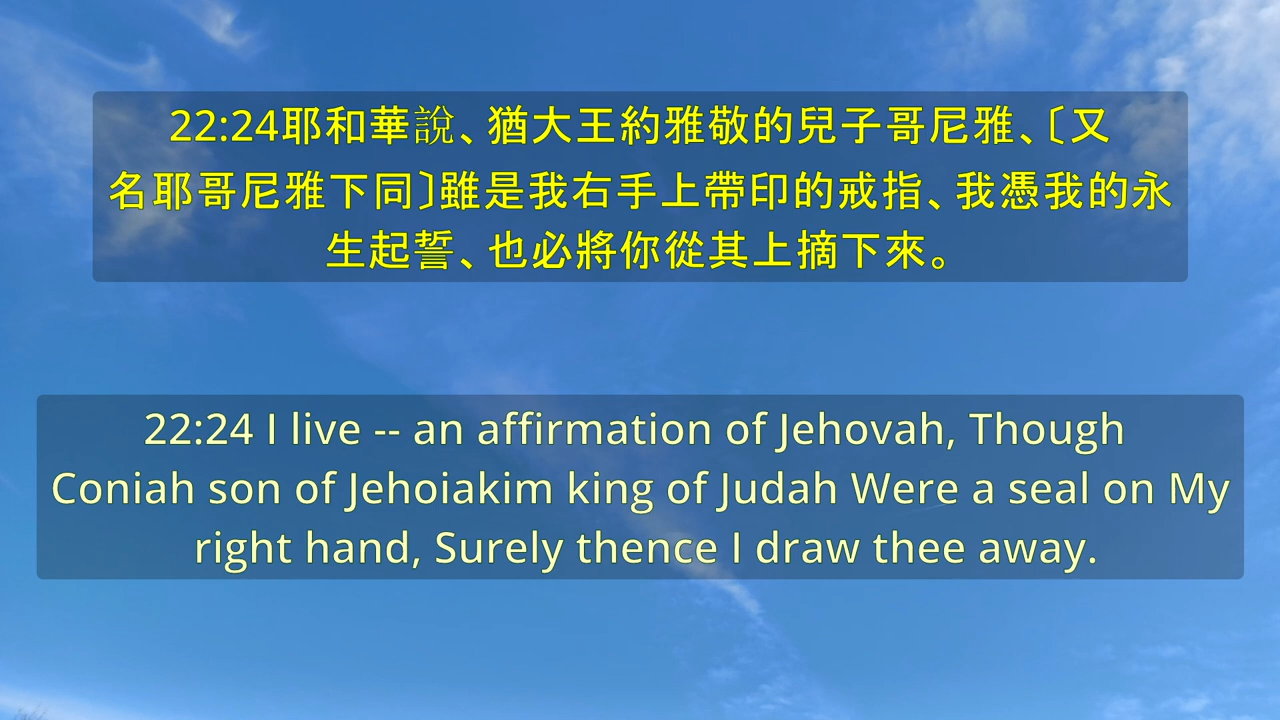 22:24耶和華說、猶大王約雅敬的兒子哥尼雅、〔又
名耶哥尼雅下同〕雖是我右手上帶印的戒指、我憑我的永
生起誓、也必將你從其上摘下來。
22:24 I live -- an affirmation of Jehovah, Though
Coniah son of Jehoiakim king of Judah Were a seal on My
right hand, Surely thence I draw thee away.